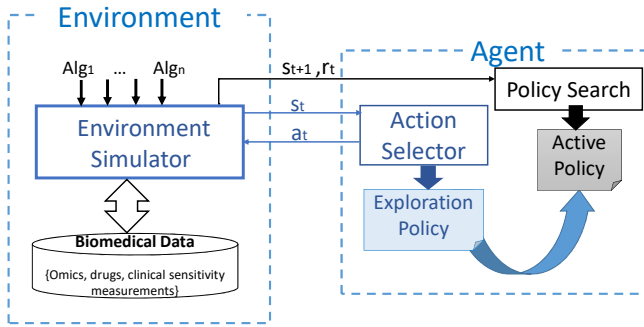 Environment
Agent
Alg1 ... Algn
st+1 ,rt
Policy Search
st
Environment
Simulator
at
Action
Selector
Active
Policy
Exploration
Policy
Biomedical Data
{Omics, drugs, clinical sensitivity
measurements}